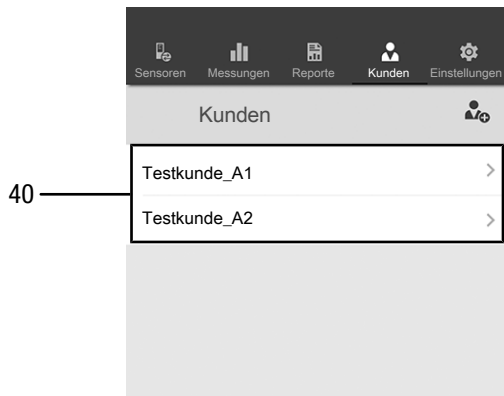 Sensoren Messungen Reporte Kunden Einstellungen
Kunden
Testkunde_A1
40
Testkunde_A2